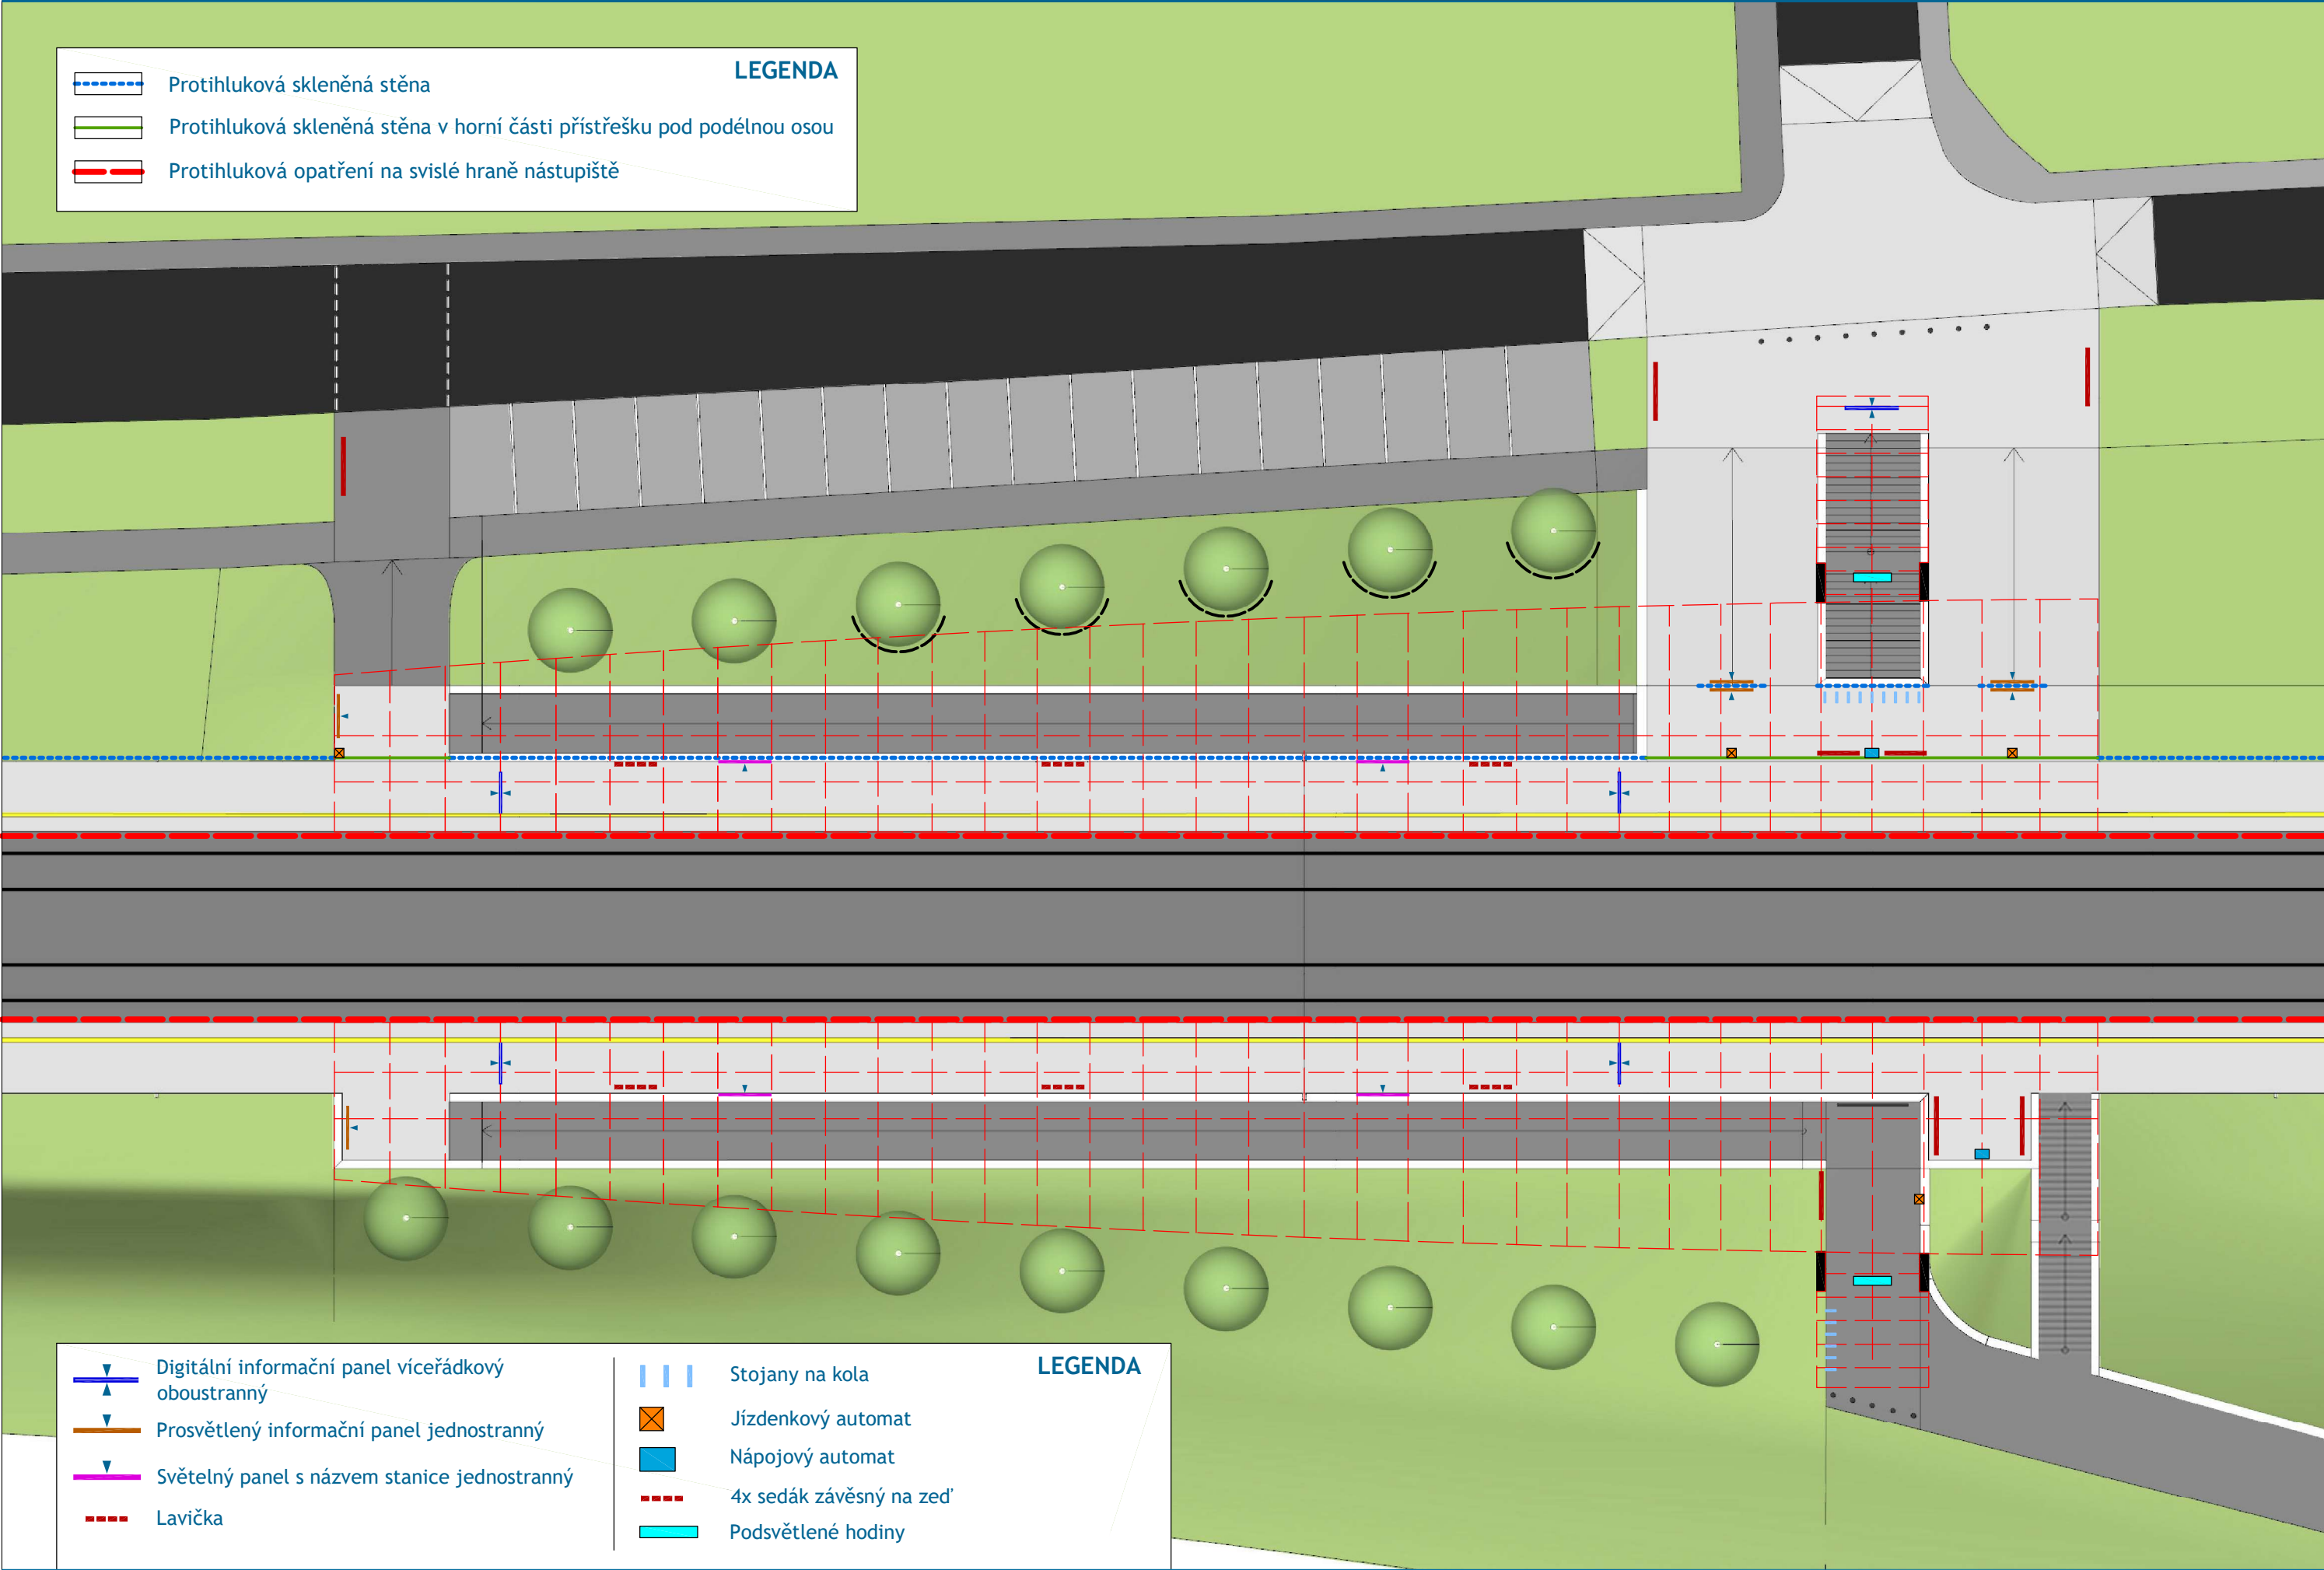 LEGENDA
Protihluková skleněná stěna
Protihluková skleněná stěna v horní části přístřešku pod podélnou osou
Protihluková opatření na svislé hraně nástupiště
LEGENDA
Digitální informační panel víceřádkový
oboustranný
Prosvětlený informační panel jednostranný
Světelný panel s názvem stanice jednostranný
Lavička
Stojany na kola
Jízdenkový automat
Nápojový automat
4x sedák závěsný na zeď
Podsvětlené hodiny